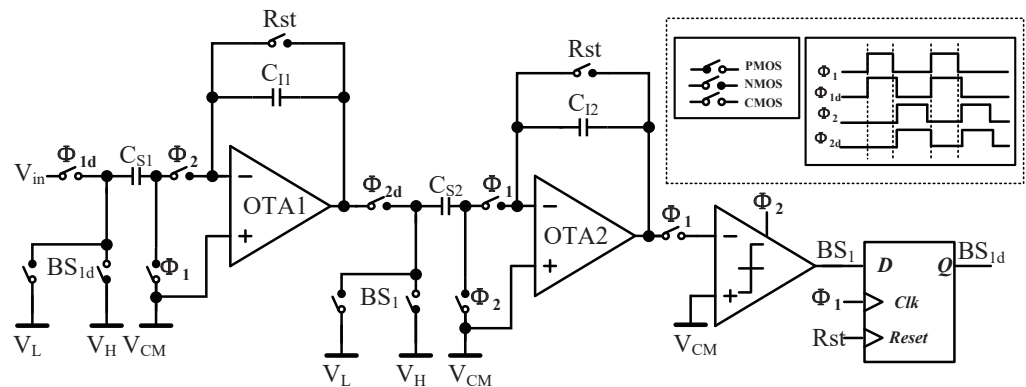 Rst
C_I1
V_in
Φ_1d
C_S1
Φ_2
−
OTA1
+
BS_1d
Φ_1
V_L
V_H
V_CM
Φ_2d
C_S2
Φ_1
Rst
C_I2
−
OTA2
+
BS_1
Φ_2
V_L
V_H
V_CM
Φ_1
Φ_2
−
+
V_CM
BS_1
D
Q
BS_1d
Φ_1
Clk
Rst
Reset
PMOS
NMOS
CMOS
Φ_1
Φ_1d
Φ_2
Φ_2d